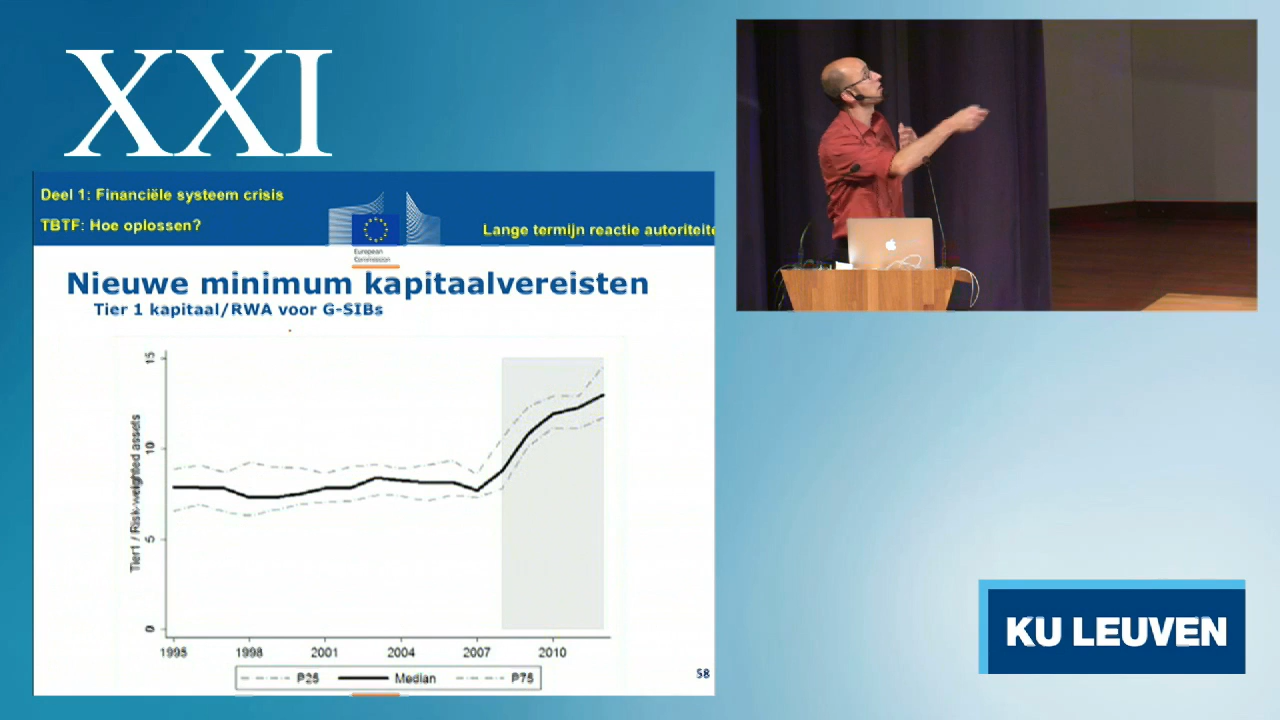 XXI
Deel 1: Financiële systeem crisis
TBTF: Hoe oplossen?
European
Commission
Lange termijn reactie autoriteite
Nieuwe minimum kapitaalvereisten
Tier 1 kapitaal/RWA voor G-SIBs
Tier1 / Risk-weighted assets
15
10
5
0
1995 1998 2001 2004 2007 2010
P25 Median P75
58
KU LEUVEN